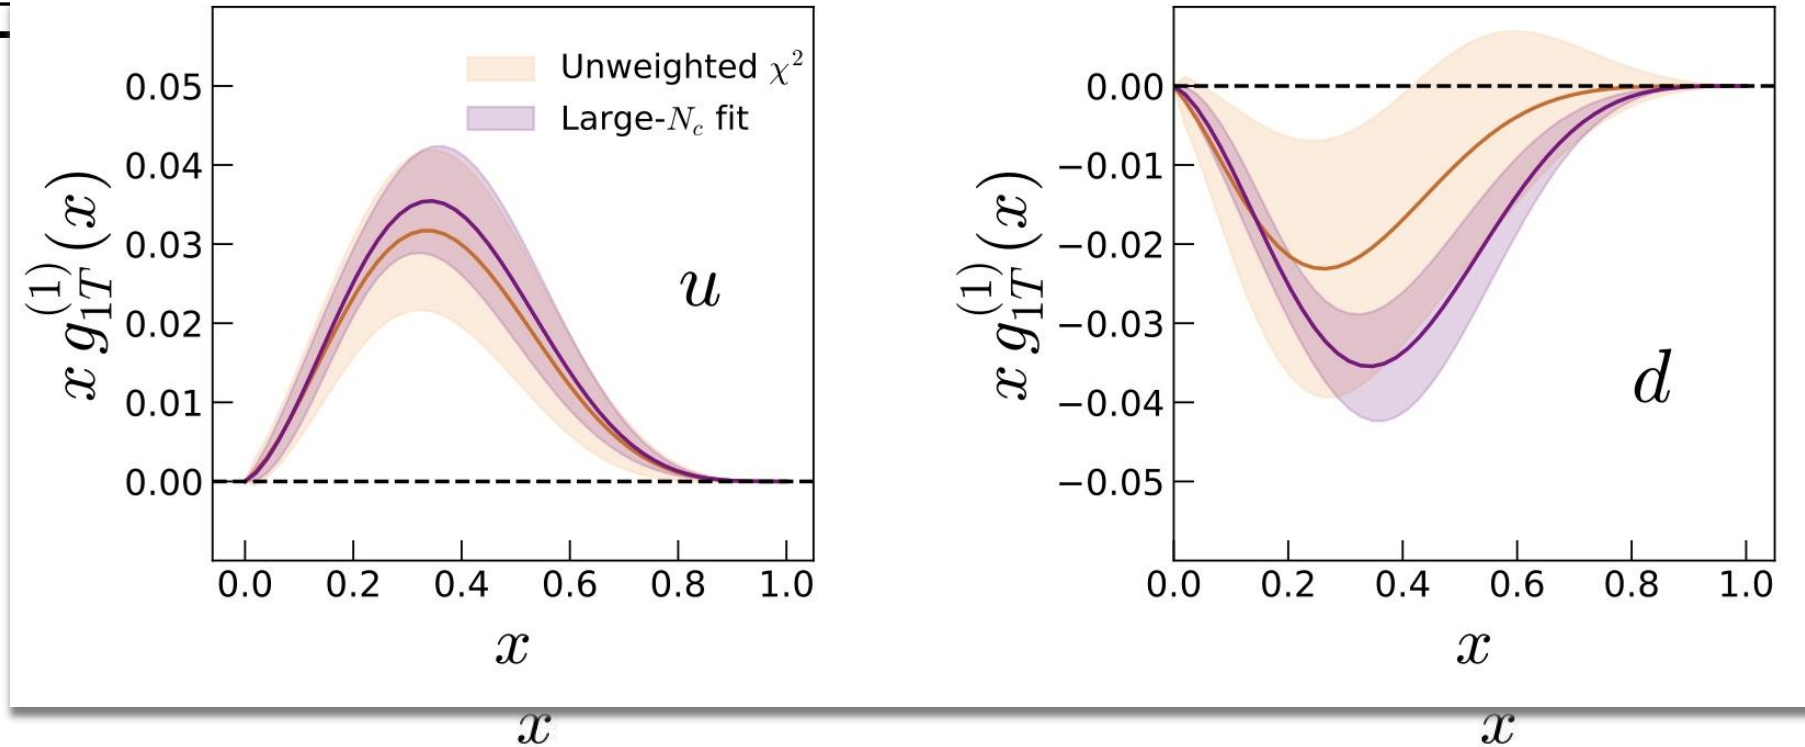 Unweighted χ²
Large-N_c fit
0.05
0.04
0.03
0.02
0.01
0.00
x g_{1T}^{(1)}(x)
u
0.0 0.2 0.4 0.6 0.8 1.0
x
0.00
−0.01
−0.02
−0.03
−0.04
−0.05
x g_{1T}^{(1)}(x)
d
0.0 0.2 0.4 0.6 0.8 1.0
x
x
x